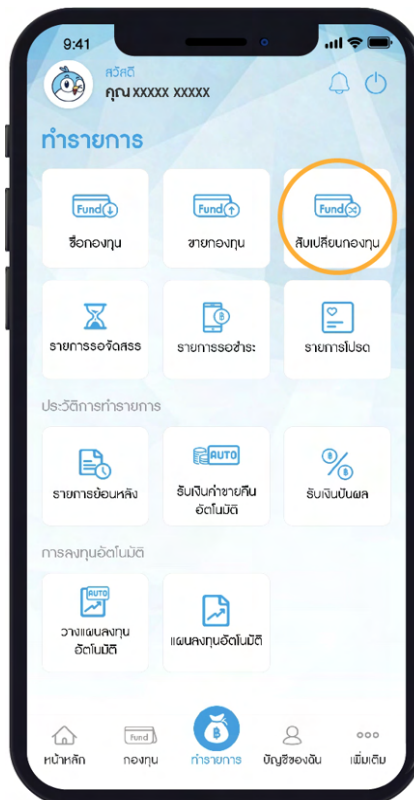 9:41
สวัสดี
คุณ xxxxx xxxxx
ทำรายการ
Fund
Fund
Fund
ซื้อกองทุน
ขายกองทุน
สับเปลี่ยนกองทุน
รายการรอจัดสรร
รายการรอชำระ
รายการโปรด
ประวัติการทำรายการ
AUTO
รายการย้อนหลัง
รับเงินค่าขายคืน
อัตโนมัติ
รับเงินปันผล
การลงทุนอัตโนมัติ
AUTO
วางแผนลงทุน
อัตโนมัติ
แผนลงทุนอัตโนมัติ
Fund
หน้าหลัก
กองทุน
ทำรายการ
บัญชีของฉัน
เพิ่มเติม